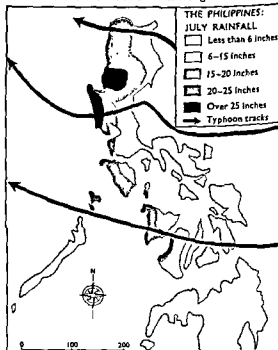 THE PHILIPPINES:
JULY RAINFALL
Less than 6 inches
6–15 inches
15–20 inches
20–25 inches
Over 25 inches
Typhoon tracks
N
0 100 200